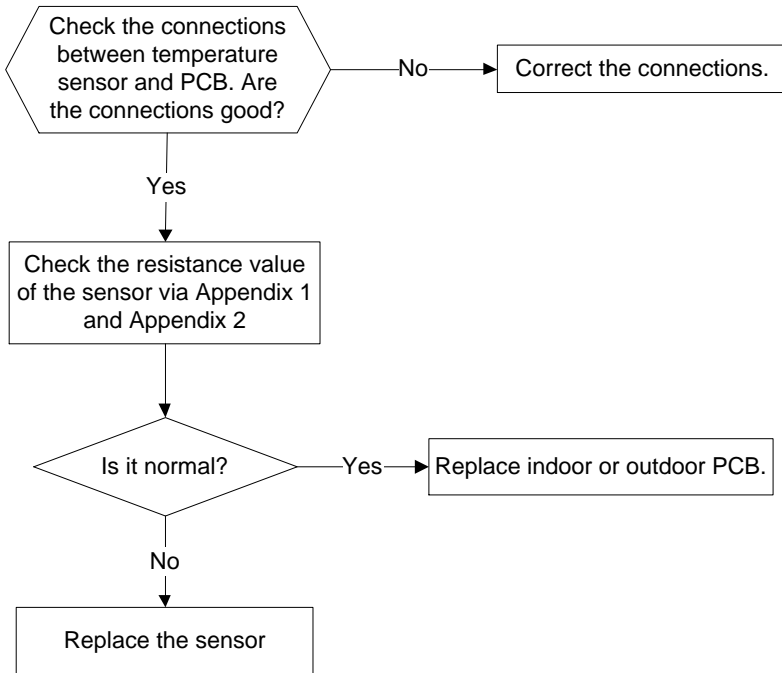 Check the connections
between temperature
sensor and PCB. Are
the connections good?
No
Correct the connections.
Yes
Check the resistance value
of the sensor via Appendix 1
and Appendix 2
Is it normal?
Yes
Replace indoor or outdoor PCB.
No
Replace the sensor